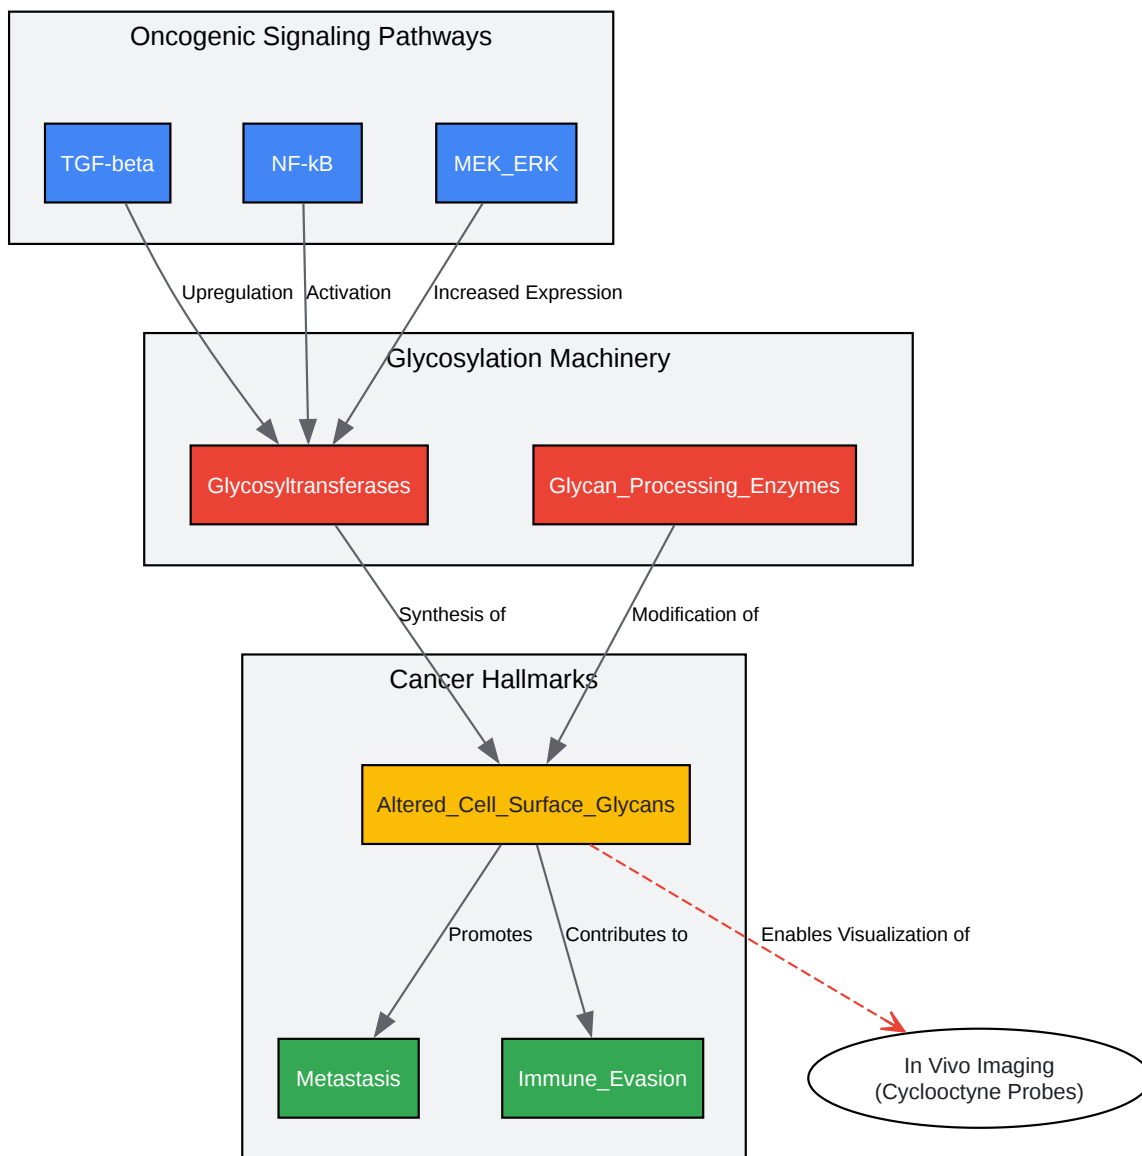 Oncogenic Signaling Pathways
TGF-beta
NF-kB
MEK_ERK
Upregulation
Activation
Increased Expression
Glycosylation Machinery
Glycosyltransferases
Glycan_Processing_Enzymes
Synthesis of
Modification of
Cancer Hallmarks
Altered_Cell_Surface_Glycans
Promotes
Contributes to
Enables Visualization of
Metastasis
Immune_Evasion
In Vivo Imaging
(Cyclooctyne Probes)